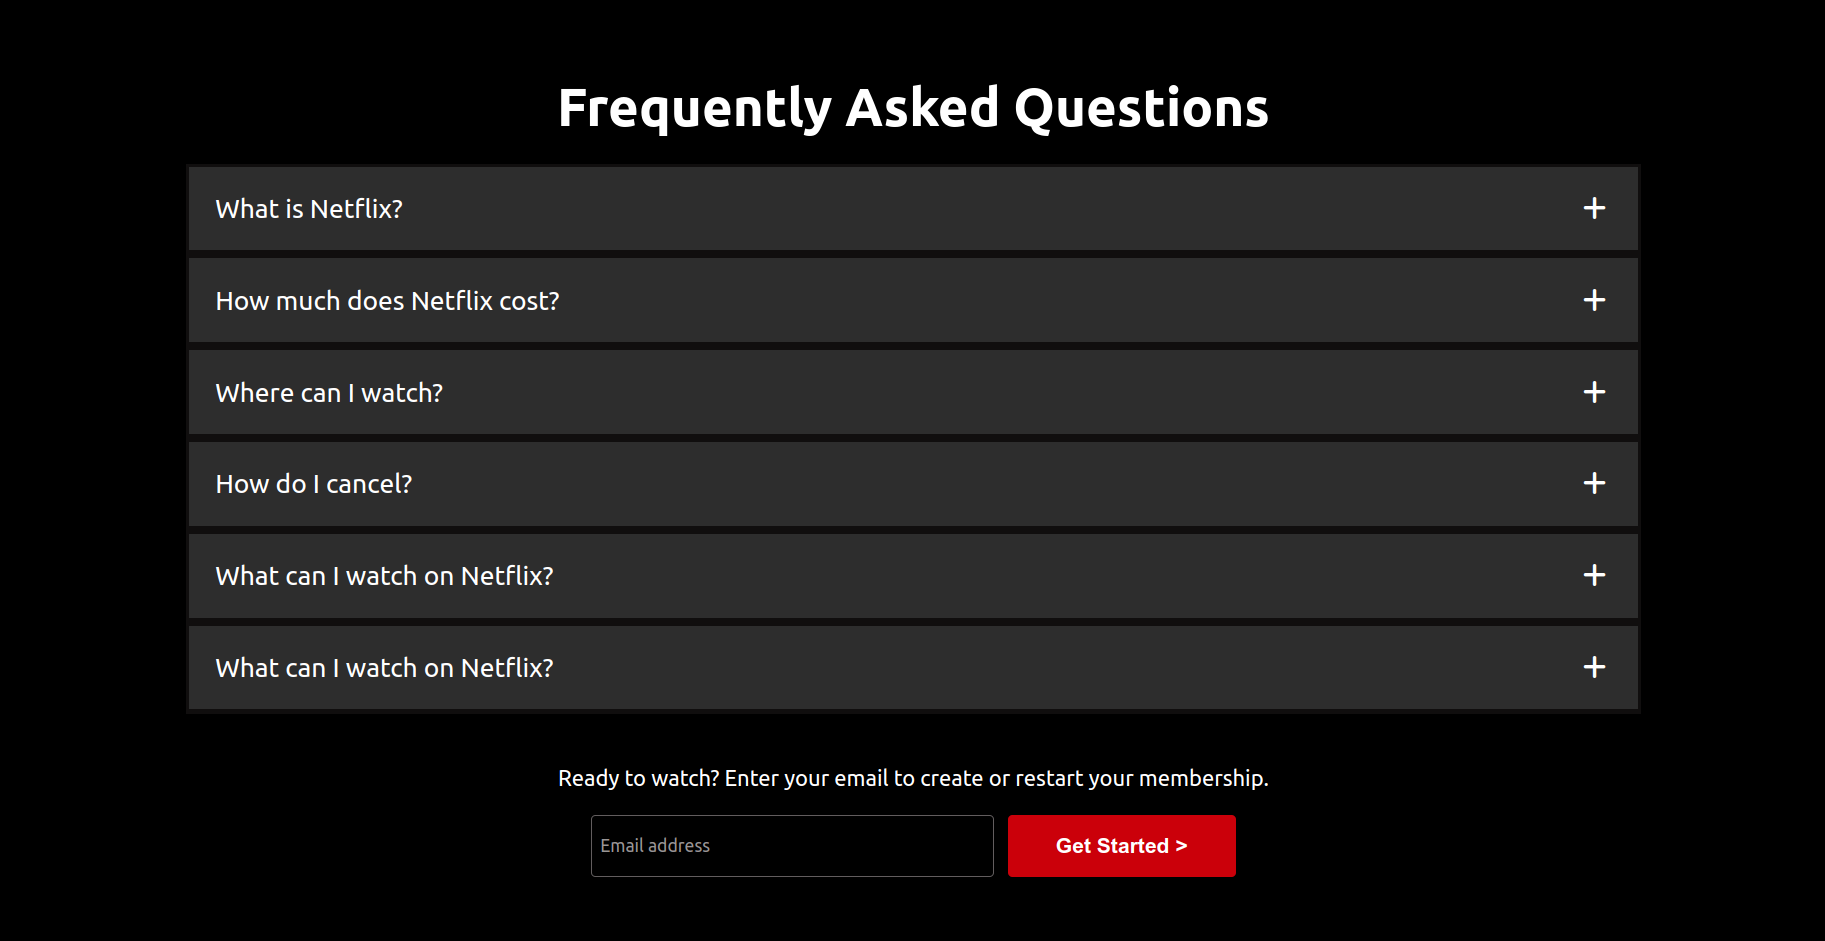 Frequently Asked Questions
What is Netflix?
How much does Netflix cost?
Where can I watch?
How do I cancel?
What can I watch on Netflix?
What can I watch on Netflix?
Ready to watch? Enter your email to create or restart your membership.
Email address
Get Started >